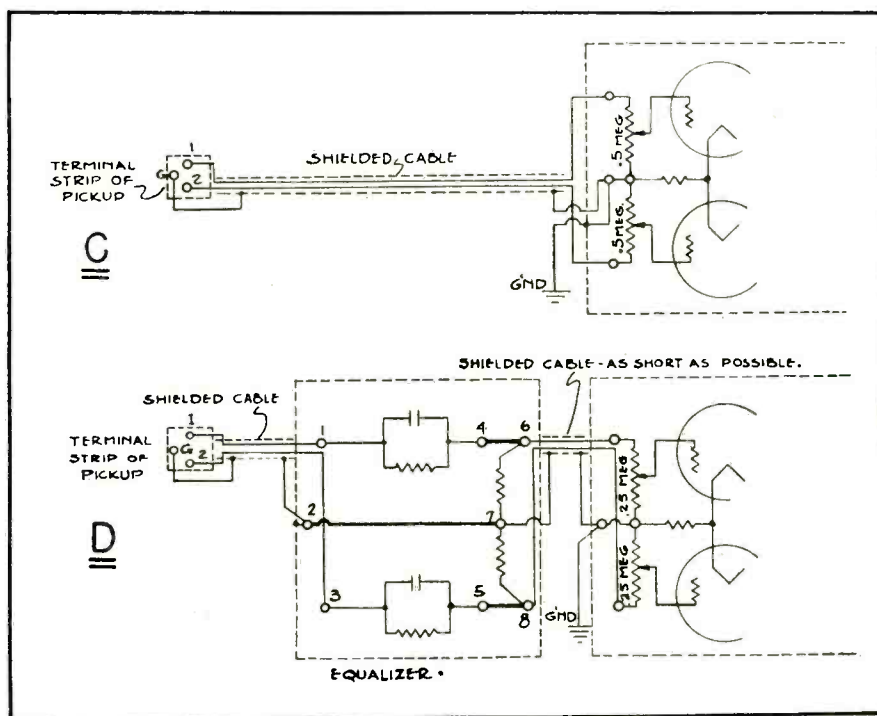 1
G
2
TERMINAL
STRIP OF
PICKUP
SHIELDED CABLE
.5 MEG
.5 MEG
G'ND
C
SHIELDED CABLE - AS SHORT AS POSSIBLE.
SHIELDED CABLE
1
G
2
TERMINAL
STRIP OF
PICKUP
1
4
6
2
7
3
5
8
.25 MEG
.25 MEG
G'ND
D
EQUALIZER.